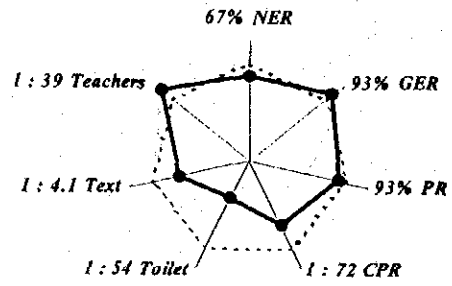 67% NER
1 : 39 Teachers
93% GER
1 : 4.1 Text
93% PR
1 : 54 Toilet
1 : 72 CPR